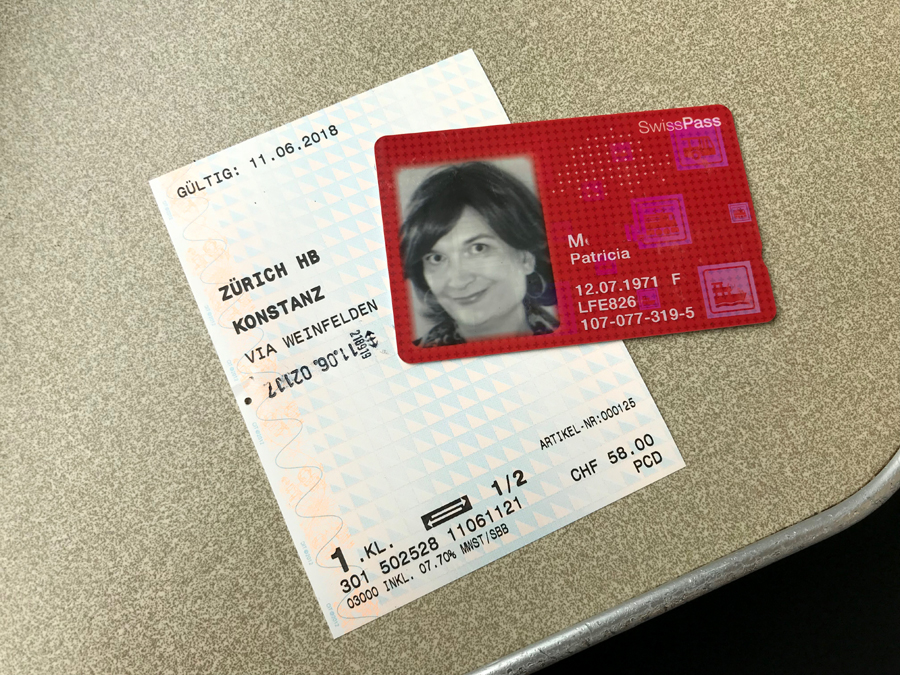 GÜLTIG: 11.06.2018
ZÜRICH HB
KONSTANZ
VIA WEINFELDEN
ARTIKEL-NR:000125
1/2
CHF 58.00
PCD
1.KL.
301 502528 11061121
03000 INKL. 07.70% MWST/SBB
SwissPass
Patricia
12.07.1971 F
LFE826
107-077-319-5